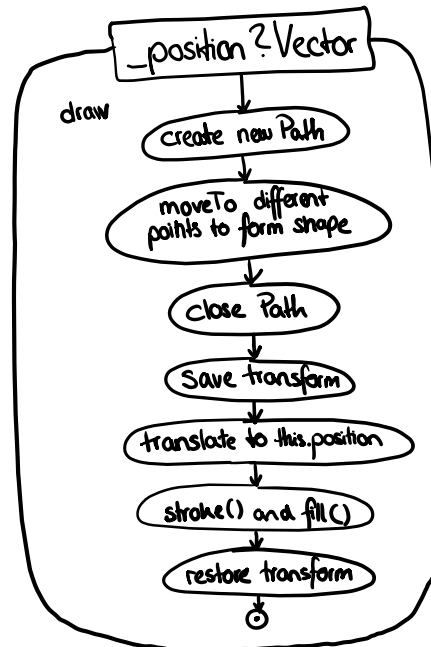 _position?Vector
draw
create new Path
moveTo different
points to form shape
close Path
save transform
translate to this.position
stroke() and fill()
restore transform